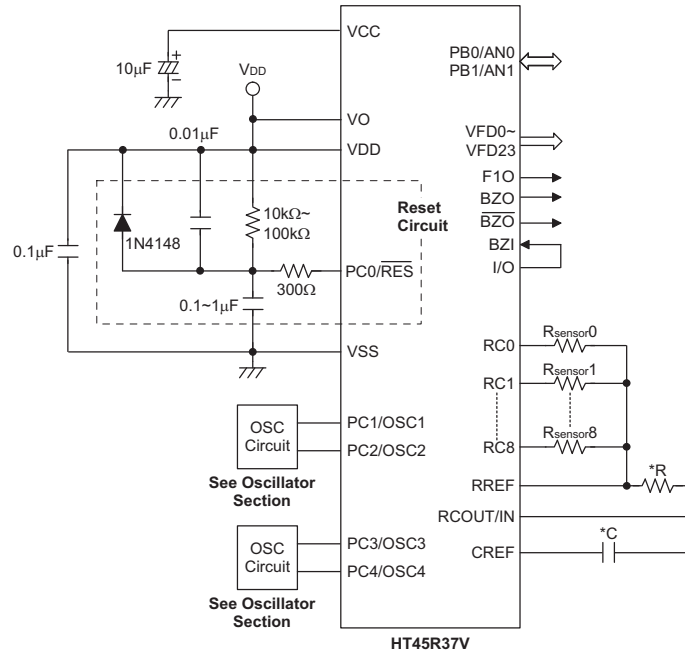 VCC
10µF
+
−
VDD
VO
0.01µF
VDD
Reset
Circuit
10kΩ~
100kΩ
1N4148
0.1µF
PC0/R̅E̅S̅
300Ω
0.1~1µF
VSS
OSC
Circuit
PC1/OSC1
PC2/OSC2
See Oscillator
Section
OSC
Circuit
PC3/OSC3
PC4/OSC4
See Oscillator
Section
PB0/AN0
PB1/AN1
VFD0~
VFD23
F1O
BZO
B̅Z̅O̅
BZI
I/O
RC0
Rsensor0
RC1
Rsensor1
RC8
Rsensor8
RREF
*R
RCOUT/IN
CREF
*C
HT45R37V